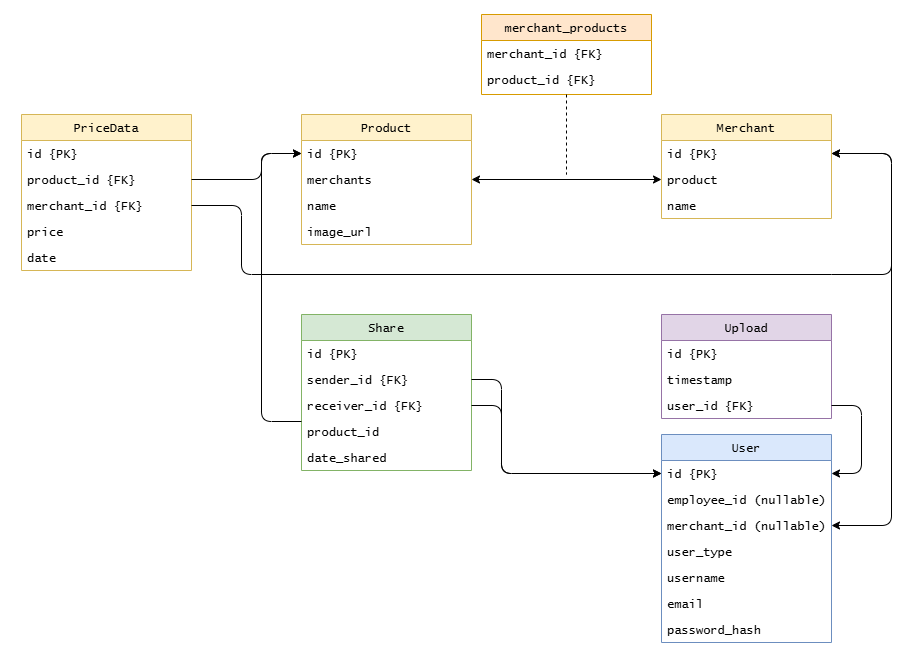 merchant_products
merchant_id {FK}
product_id {FK}
PriceData
id {PK}
product_id {FK}
merchant_id {FK}
price
date
Product
id {PK}
merchants
name
image_url
Merchant
id {PK}
product
name
Share
id {PK}
sender_id {FK}
receiver_id {FK}
product_id
date_shared
Upload
id {PK}
timestamp
user_id {FK}
User
id {PK}
employee_id (nullable)
merchant_id (nullable)
user_type
username
email
password_hash